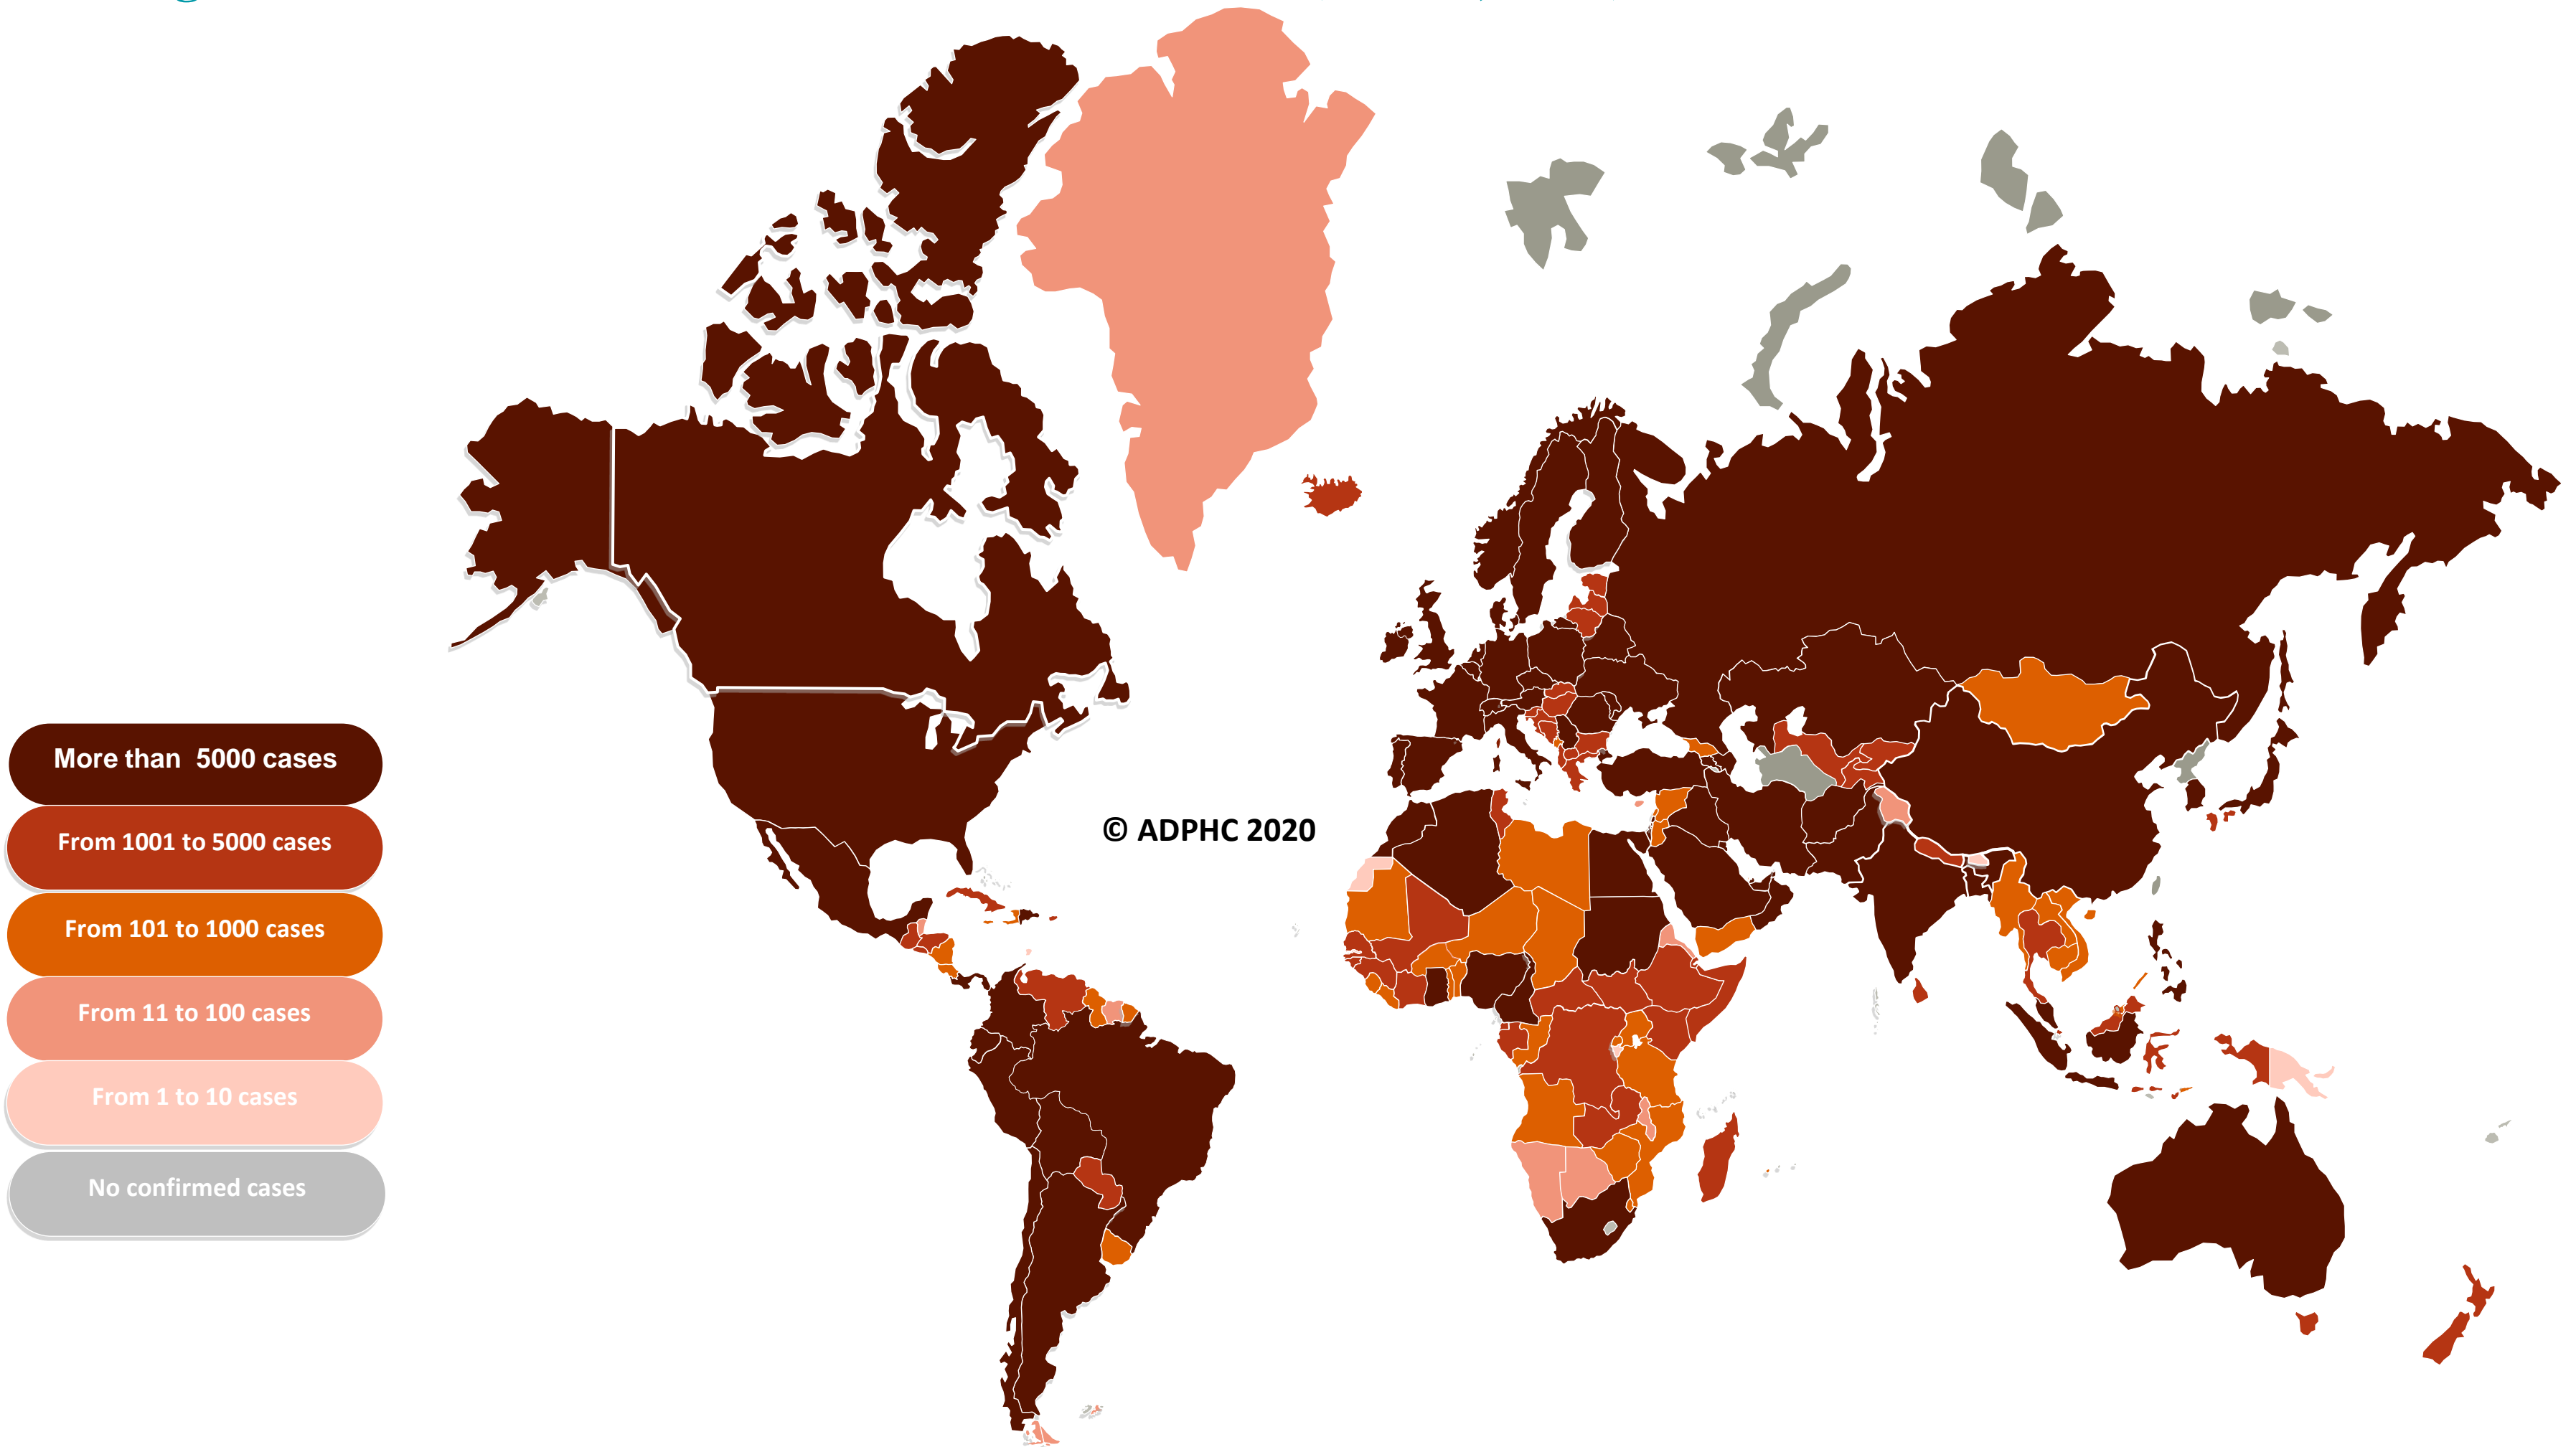 More than 5000 cases
From 1001 to 5000 cases
© ADPHC 2020
From 101 to 1000 cases
From 11 to 100 cases
From 1 to 10 cases
No confirmed cases